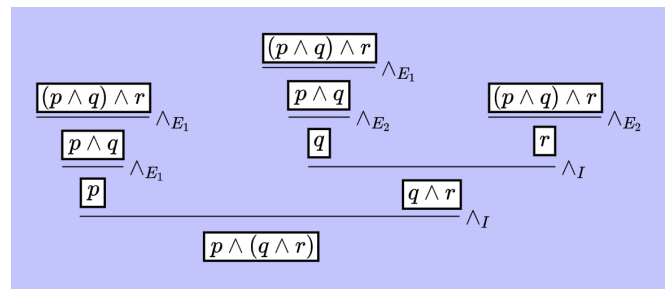 (p ∧ q) ∧ r ∧E₁
(p ∧ q) ∧ r ∧E₁ p ∧ q ∧E₂ (p ∧ q) ∧ r ∧E₂
p ∧ q ∧E₁ q r ∧I
p q ∧ r ∧I
p ∧ (q ∧ r)